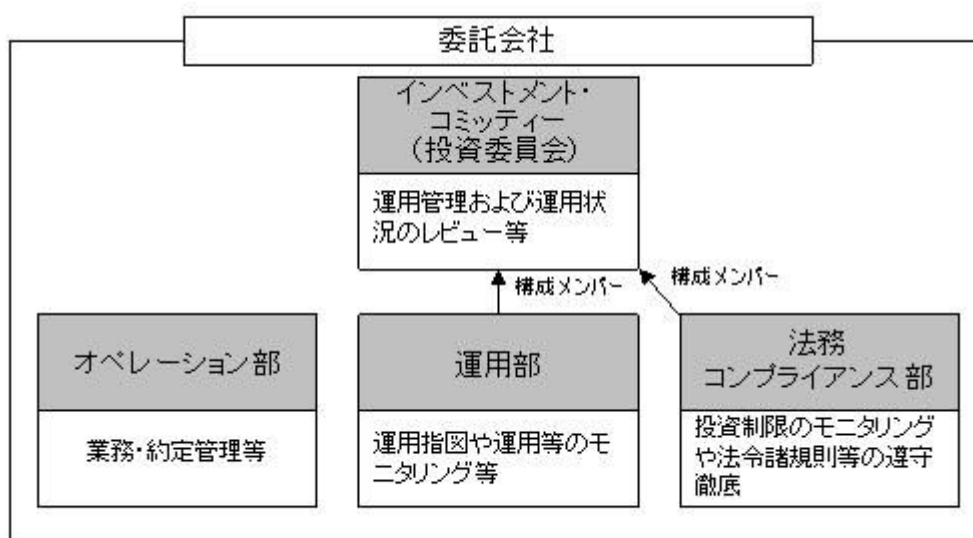 委託会社
インベストメント・
コミッティー
(投資委員会)
運用管理および運用状
況のレビュー等
構成メンバー
構成メンバー
オペレーション部
業務・約定管理等
運用部
運用指図や運用等のモ
ニタリング等
法務
コンプライアンス部
投資制限のモニタリング
や法令諸規則等の遵守
徹底